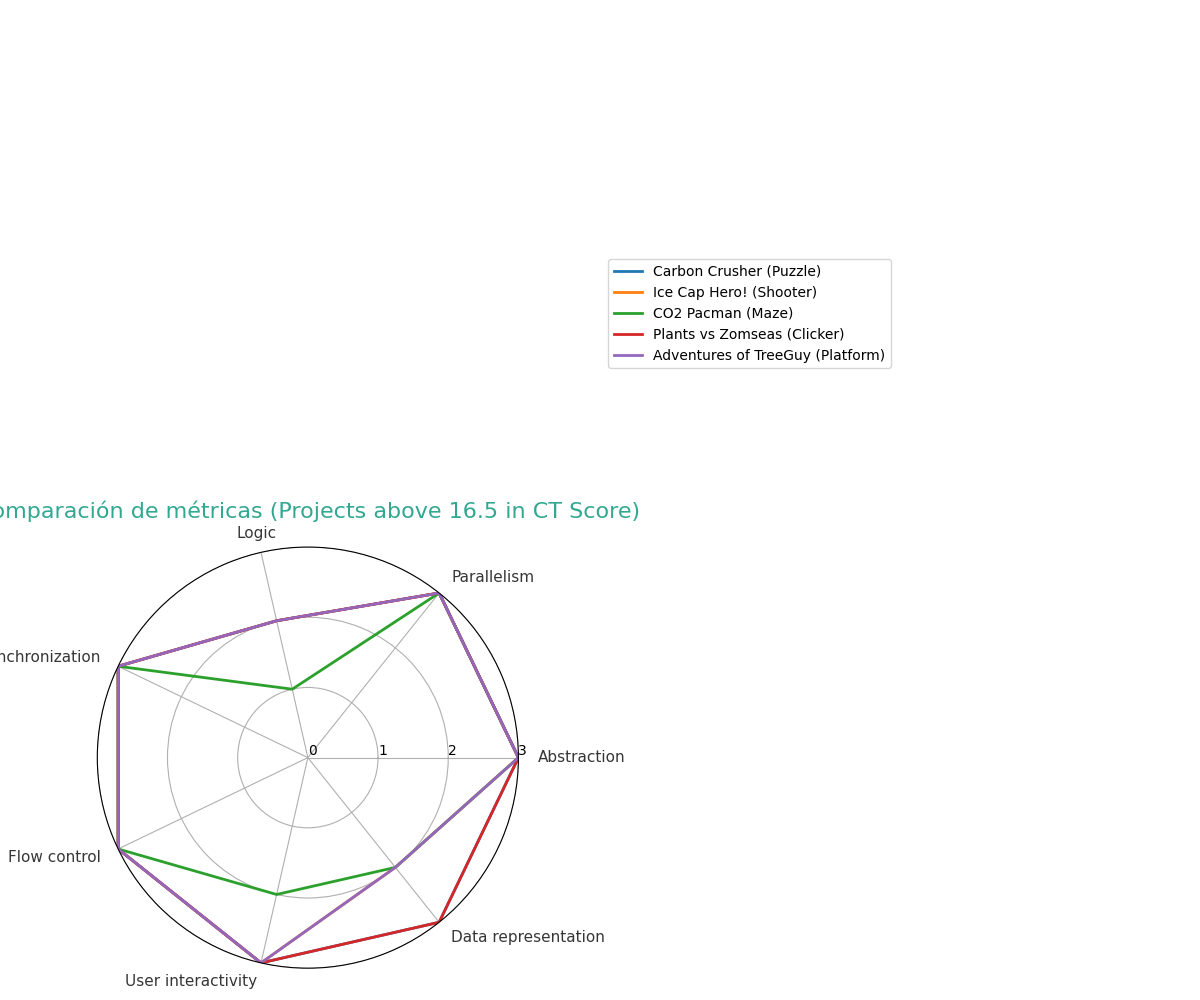 Carbon Crusher (Puzzle)
Ice Cap Hero! (Shooter)
CO2 Pacman (Maze)
Plants vs Zomseas (Clicker)
Adventures of TreeGuy (Platform)
omparación de métricas (Projects above 16.5 in CT Score)
Logic
Parallelism
nchronization
0 1 2 3
Abstraction
Flow control
Data representation
User interactivity